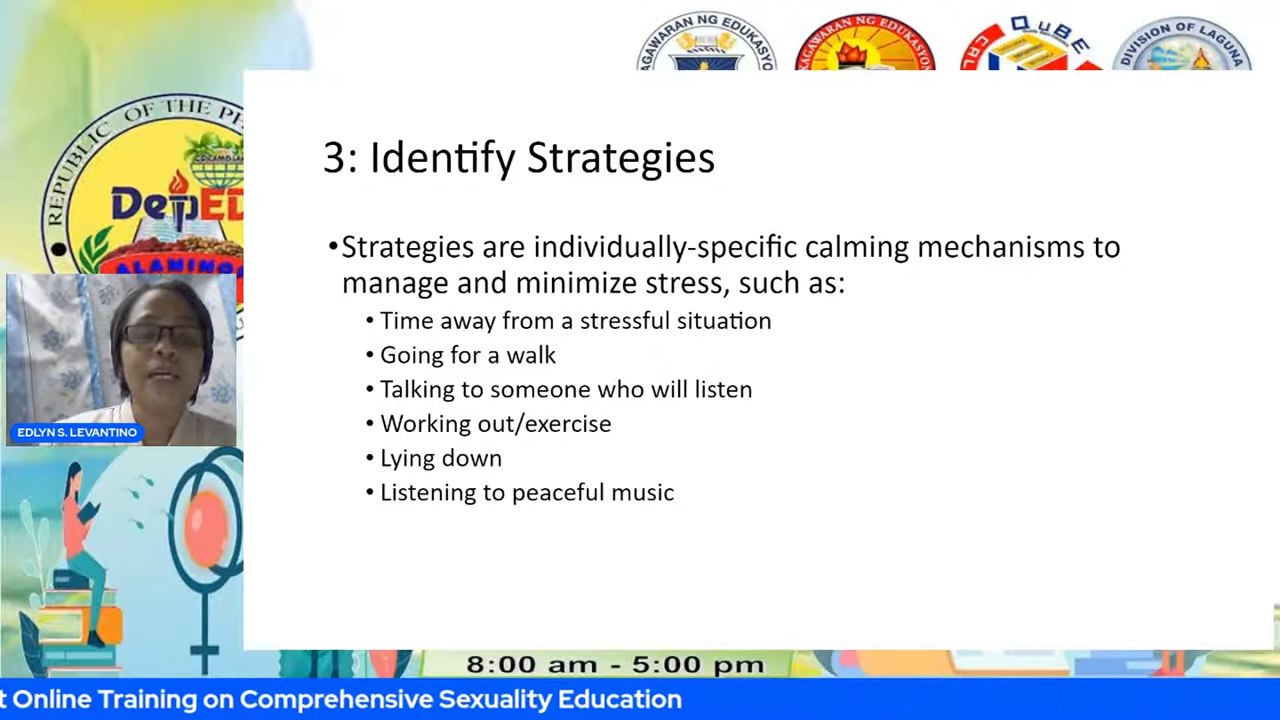 AGAWARAN NG EDUKASYO
KAGAWARAN NG EDUKASYON
QUBE
DIVISION OF LAGUNA
REPUBLIC OF THE P
DepED
ALAMINOS
3: Identify Strategies
•Strategies are individually-specific calming mechanisms to
manage and minimize stress, such as:
• Time away from a stressful situation
• Going for a walk
• Talking to someone who will listen
• Working out/exercise
• Lying down
• Listening to peaceful music
EDLYN S. LEVANTINO
8:00 am - 5:00 pm
t Online Training on Comprehensive Sexuality Education